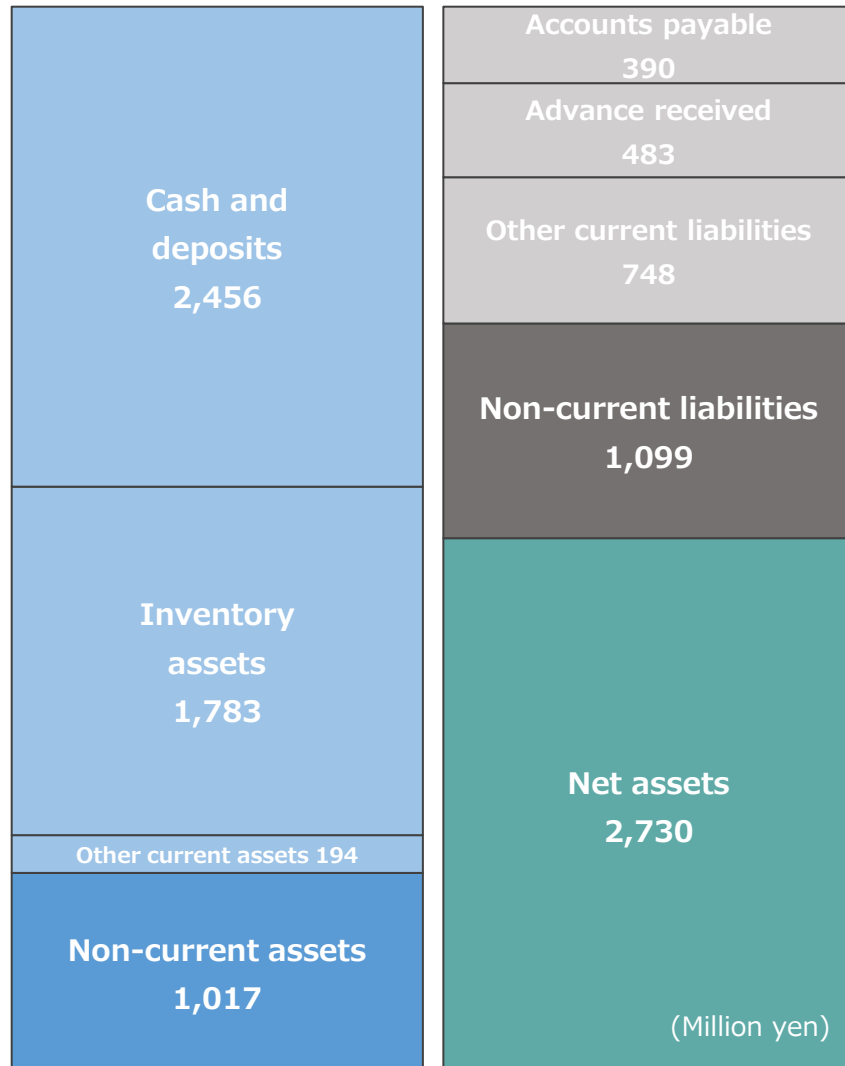 Cash and
deposits
2,456
Inventory
assets
1,783
Other current assets 194
Non-current assets
1,017
Accounts payable
390
Advance received
483
Other current liabilities
748
Non-current liabilities
1,099
Net assets
2,730
(Million yen)